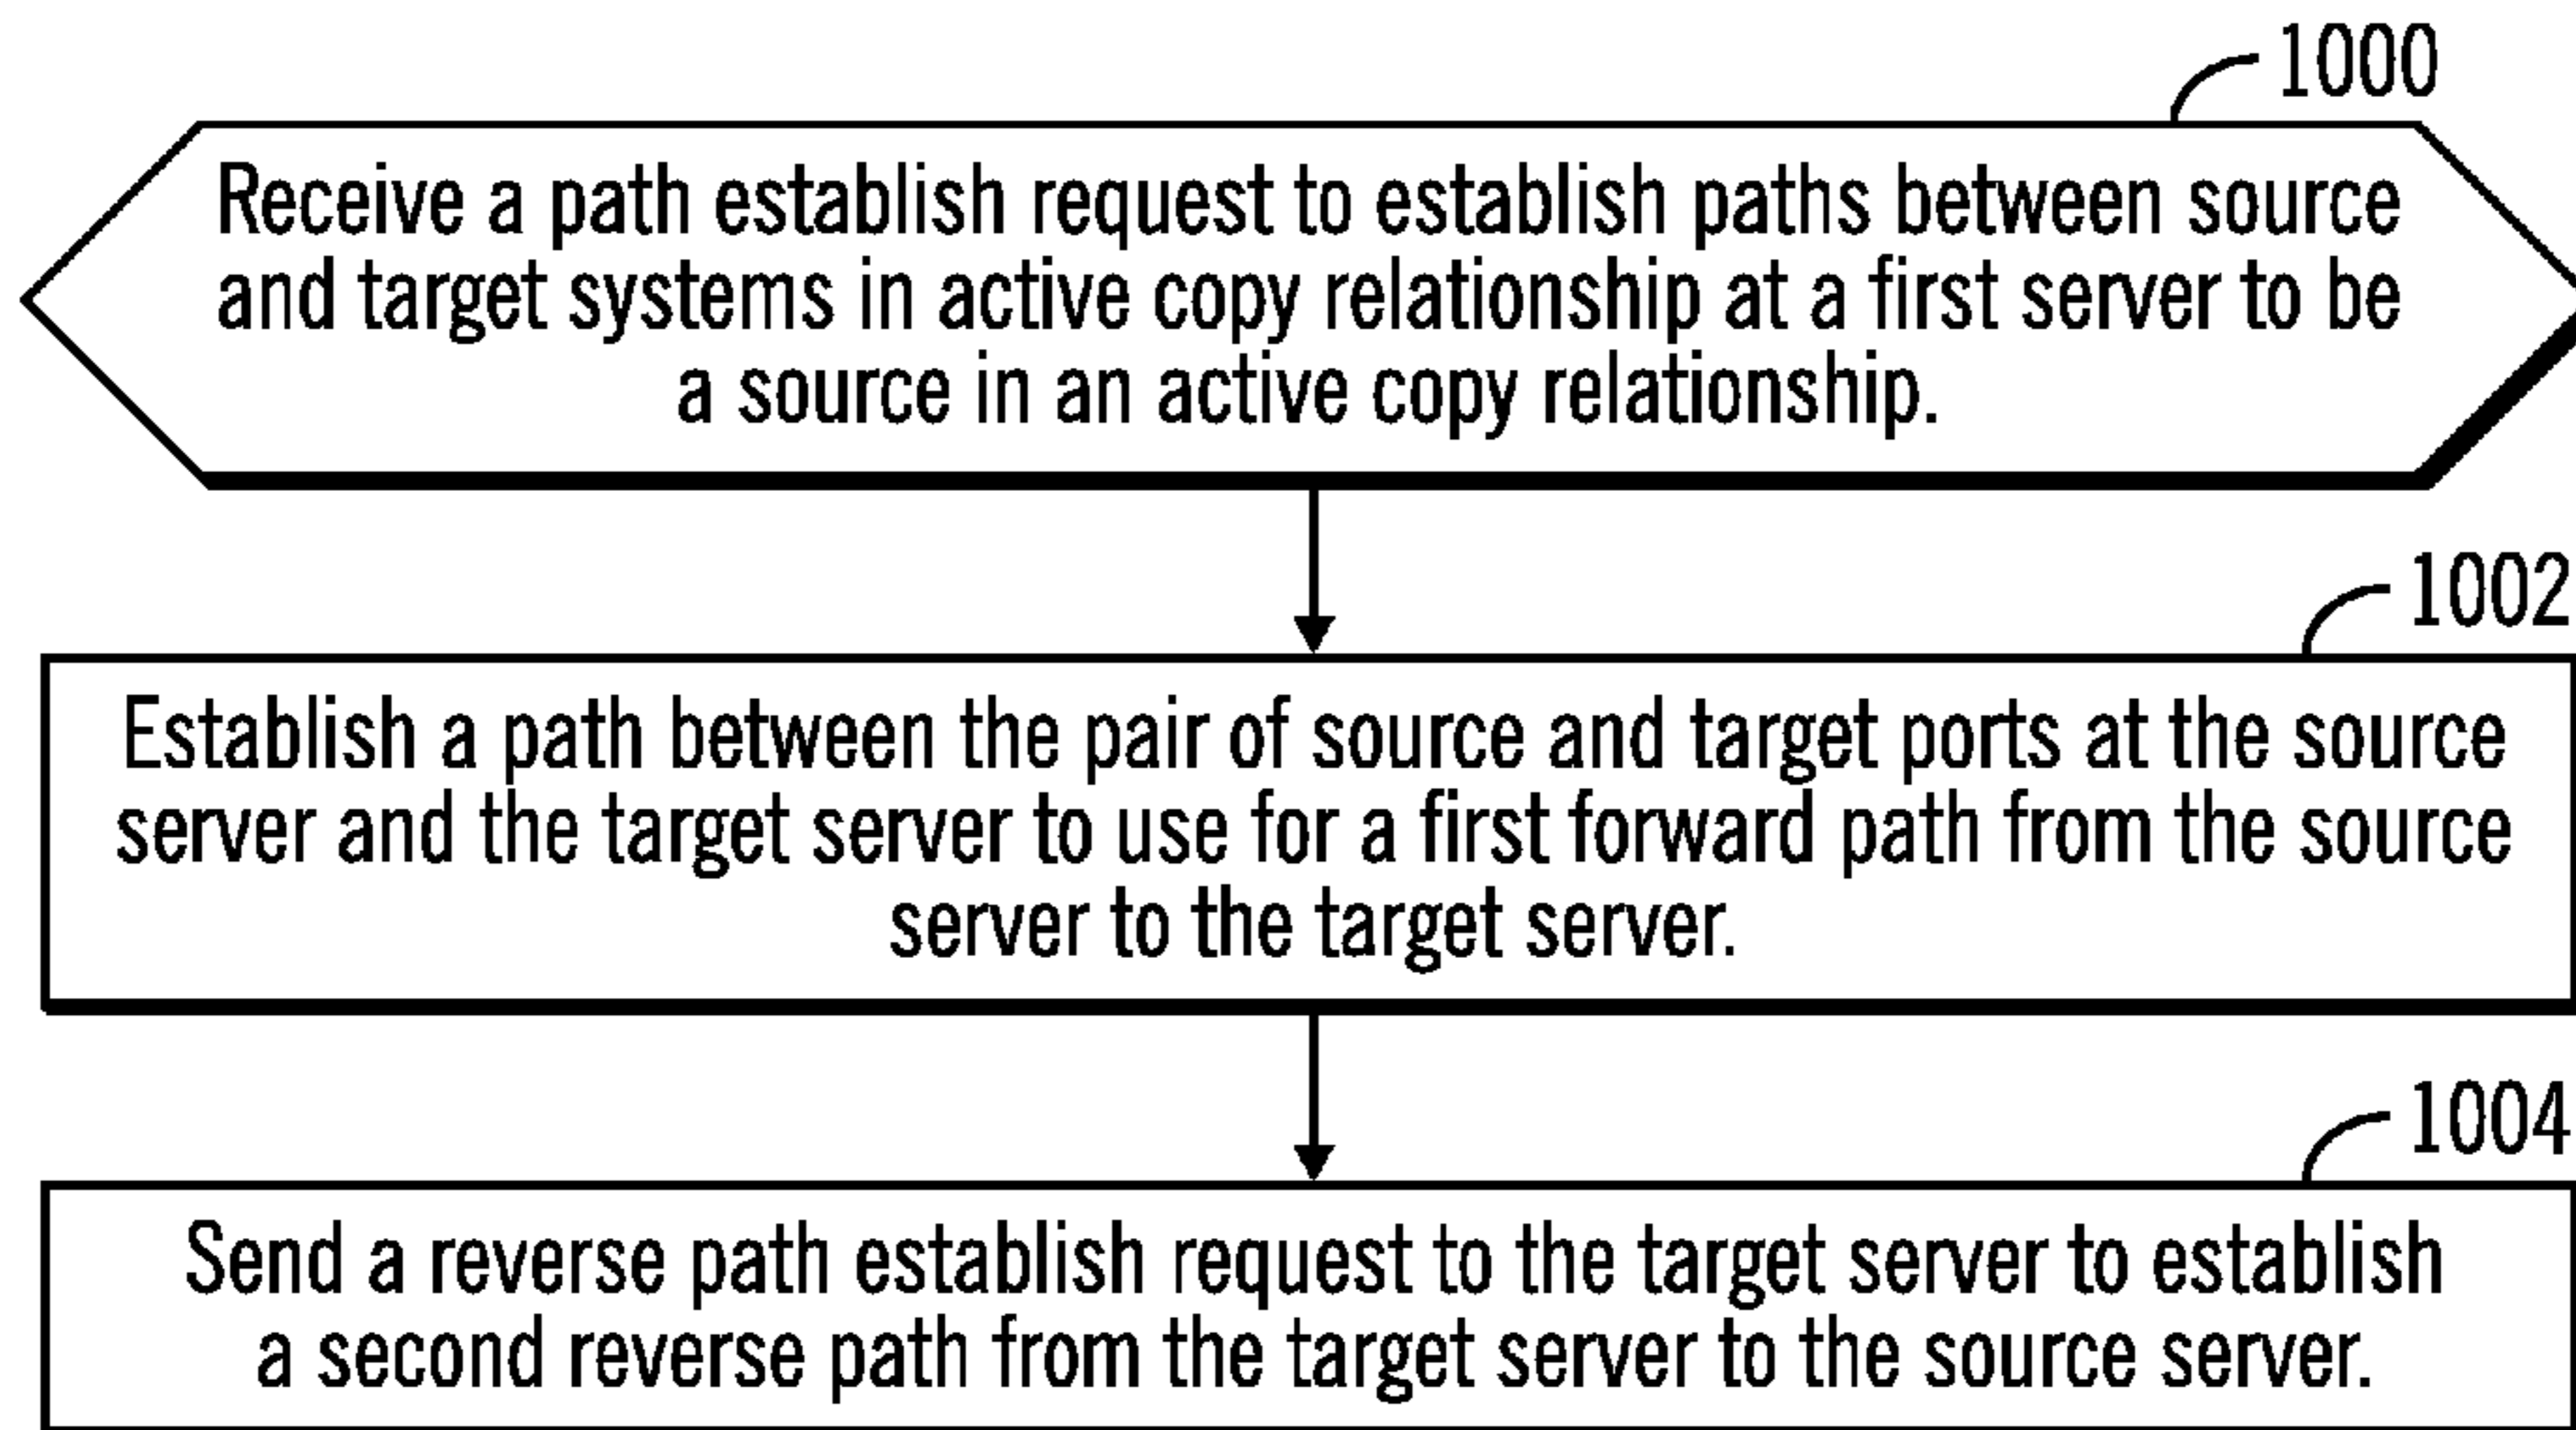 1000
Receive a path establish request to establish paths between source
and target systems in active copy relationship at a first server to be
a source in an active copy relationship.
1002
Establish a path between the pair of source and target ports at the source
server and the target server to use for a first forward path from the source
server to the target server.
1004
Send a reverse path establish request to the target server to establish
a second reverse path from the target server to the source server.